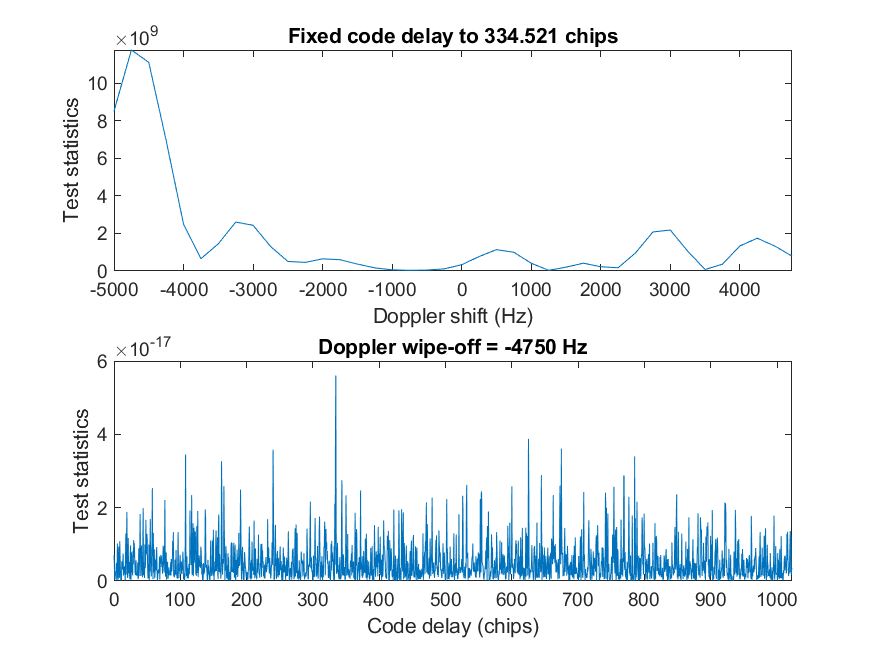 ×10^9
Fixed code delay to 334.521 chips
Test statistics
10
8
6
4
2
0
-5000 -4000 -3000 -2000 -1000 0 1000 2000 3000 4000
Doppler shift (Hz)
×10^-17
Doppler wipe-off = -4750 Hz
Test statistics
6
4
2
0
0 100 200 300 400 500 600 700 800 900 1000
Code delay (chips)